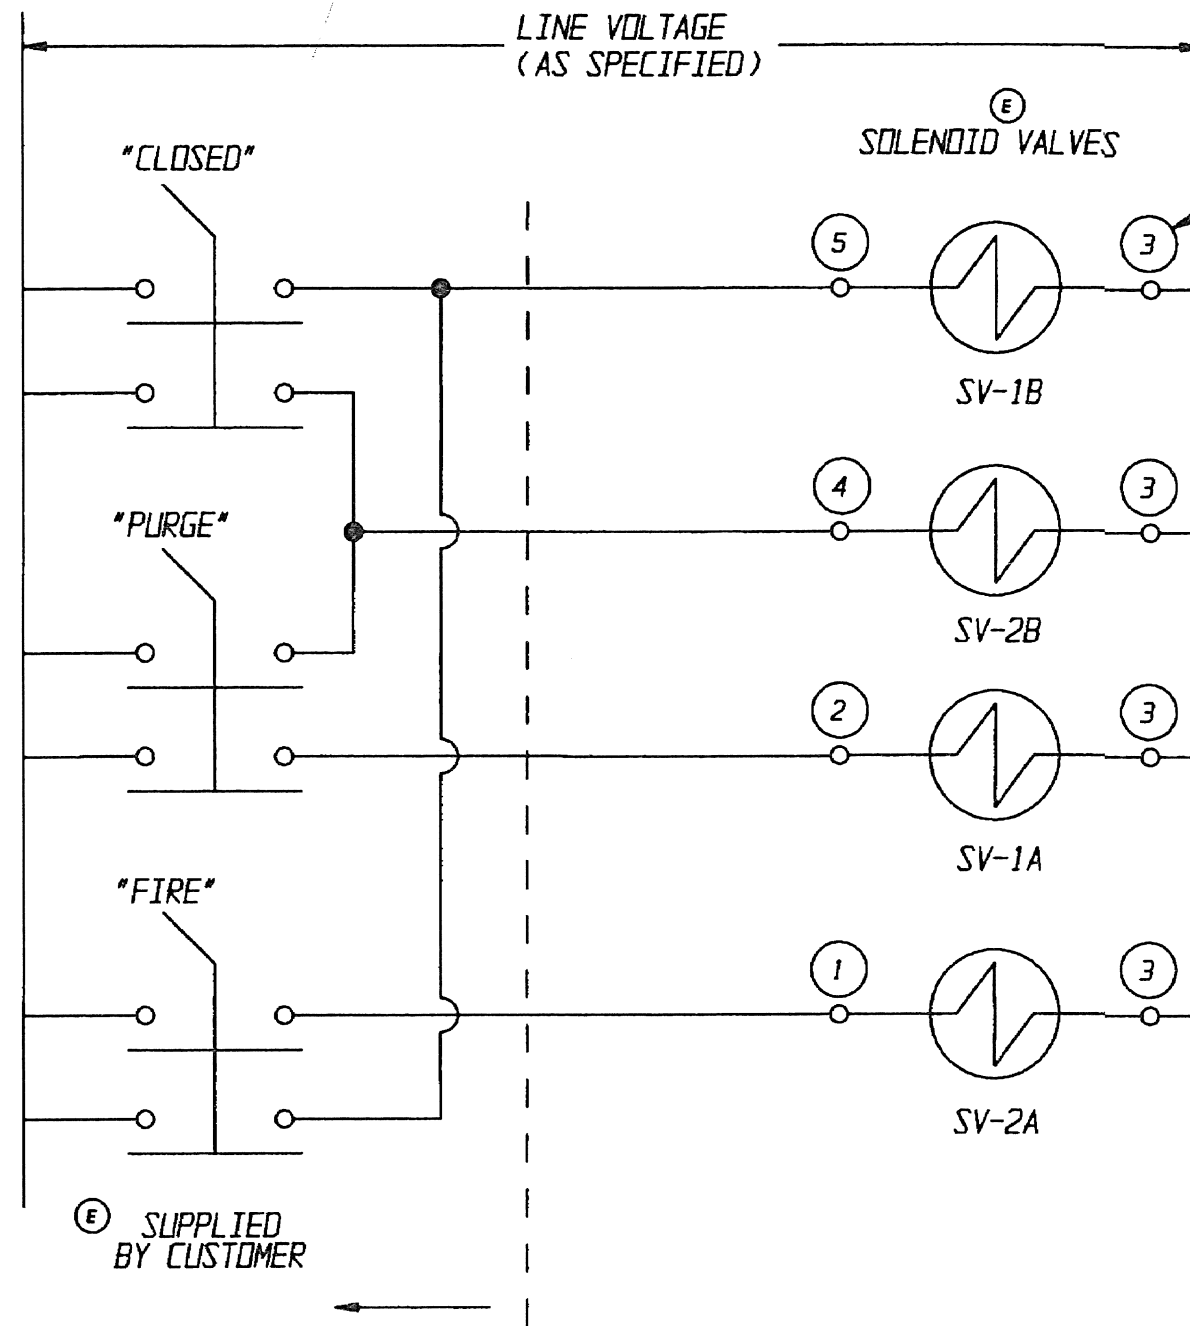 LINE VOLTAGE
(AS SPECIFIED)
E
SOLENOID VALVES
"CLOSED"
5
3
SV-1B
4
3
"PURGE"
SV-2B
2
3
SV-1A
"FIRE"
1
3
SV-2A
E SUPPLIED
BY CUSTOMER